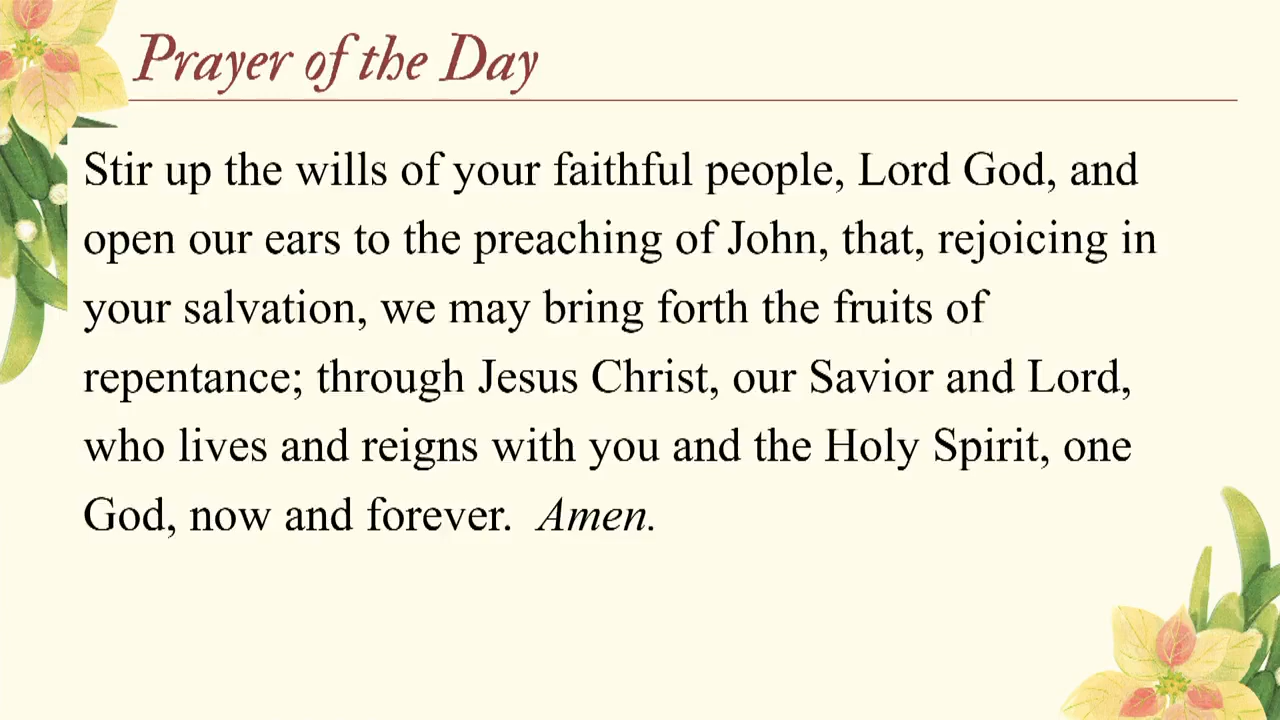 Prayer of the Day
Stir up the wills of your faithful people, Lord God, and
open our ears to the preaching of John, that, rejoicing in
your salvation, we may bring forth the fruits of
repentance; through Jesus Christ, our Savior and Lord,
who lives and reigns with you and the Holy Spirit, one
God, now and forever.  Amen.